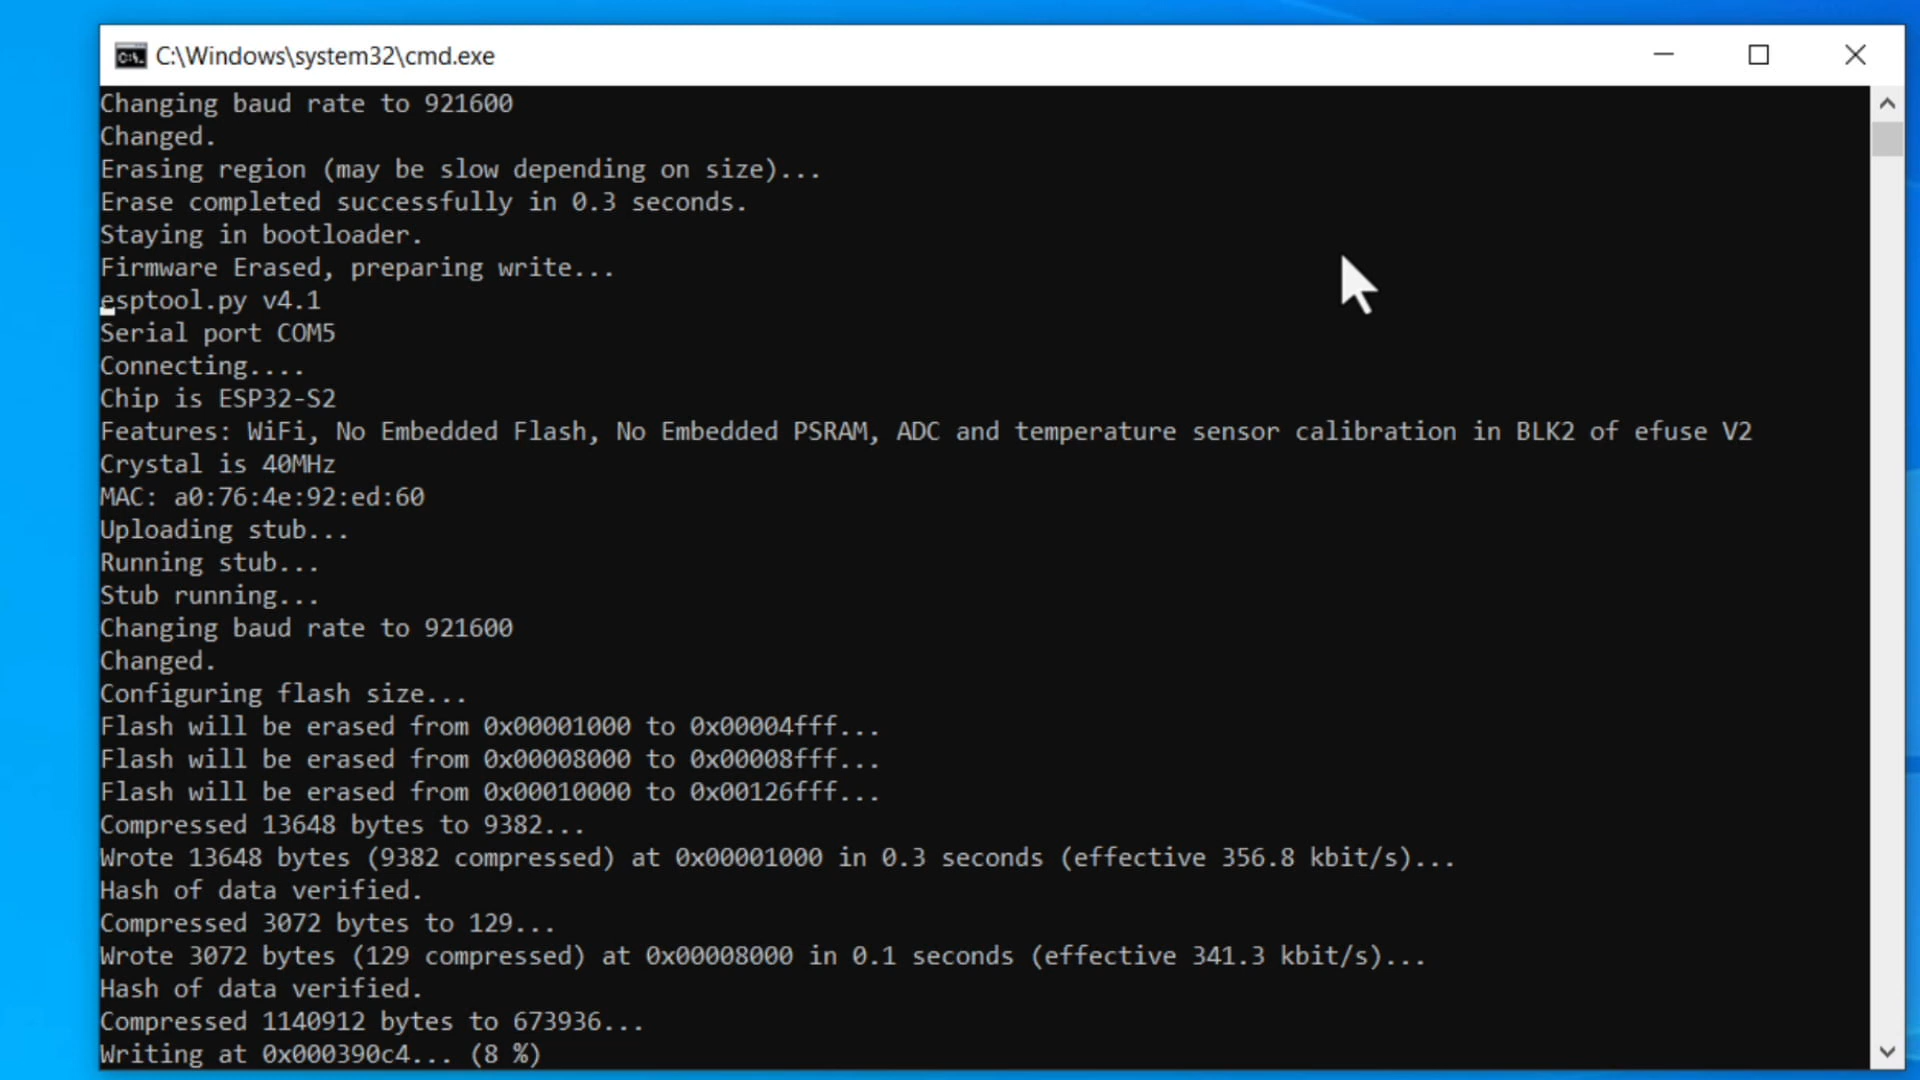 C:\Windows\system32\cmd.exe
Changing baud rate to 921600
Changed.
Erasing region (may be slow depending on size)...
Erase completed successfully in 0.3 seconds.
Staying in bootloader.
Firmware Erased, preparing write...
esptool.py v4.1
Serial port COM5
Connecting....
Chip is ESP32-S2
Features: WiFi, No Embedded Flash, No Embedded PSRAM, ADC and temperature sensor calibration in BLK2 of efuse V2
Crystal is 40MHz
MAC: a0:76:4e:92:ed:60
Uploading stub...
Running stub...
Stub running...
Changing baud rate to 921600
Changed.
Configuring flash size...
Flash will be erased from 0x00001000 to 0x00004fff...
Flash will be erased from 0x00008000 to 0x00008fff...
Flash will be erased from 0x00010000 to 0x00126fff...
Compressed 13648 bytes to 9382...
Wrote 13648 bytes (9382 compressed) at 0x00001000 in 0.3 seconds (effective 356.8 kbit/s)...
Hash of data verified.
Compressed 3072 bytes to 129...
Wrote 3072 bytes (129 compressed) at 0x00008000 in 0.1 seconds (effective 341.3 kbit/s)...
Hash of data verified.
Compressed 1140912 bytes to 673936...
Writing at 0x000390c4... (8 %)